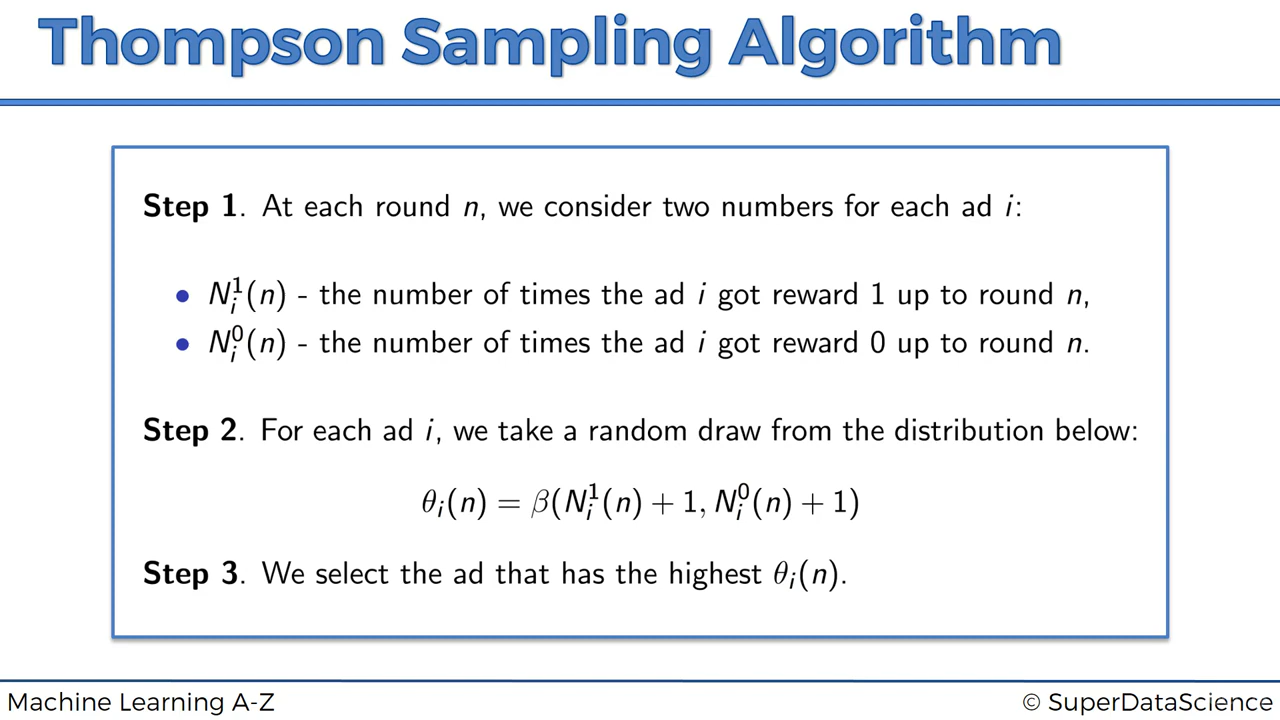 Thompson Sampling Algorithm
Step 1. At each round n, we consider two numbers for each ad i:
• N_i^1(n) - the number of times the ad i got reward 1 up to round n,
• N_i^0(n) - the number of times the ad i got reward 0 up to round n.
Step 2. For each ad i, we take a random draw from the distribution below:
θ_i(n) = β(N_i^1(n) + 1, N_i^0(n) + 1)
Step 3. We select the ad that has the highest θ_i(n).
Machine Learning A-Z
© SuperDataScience